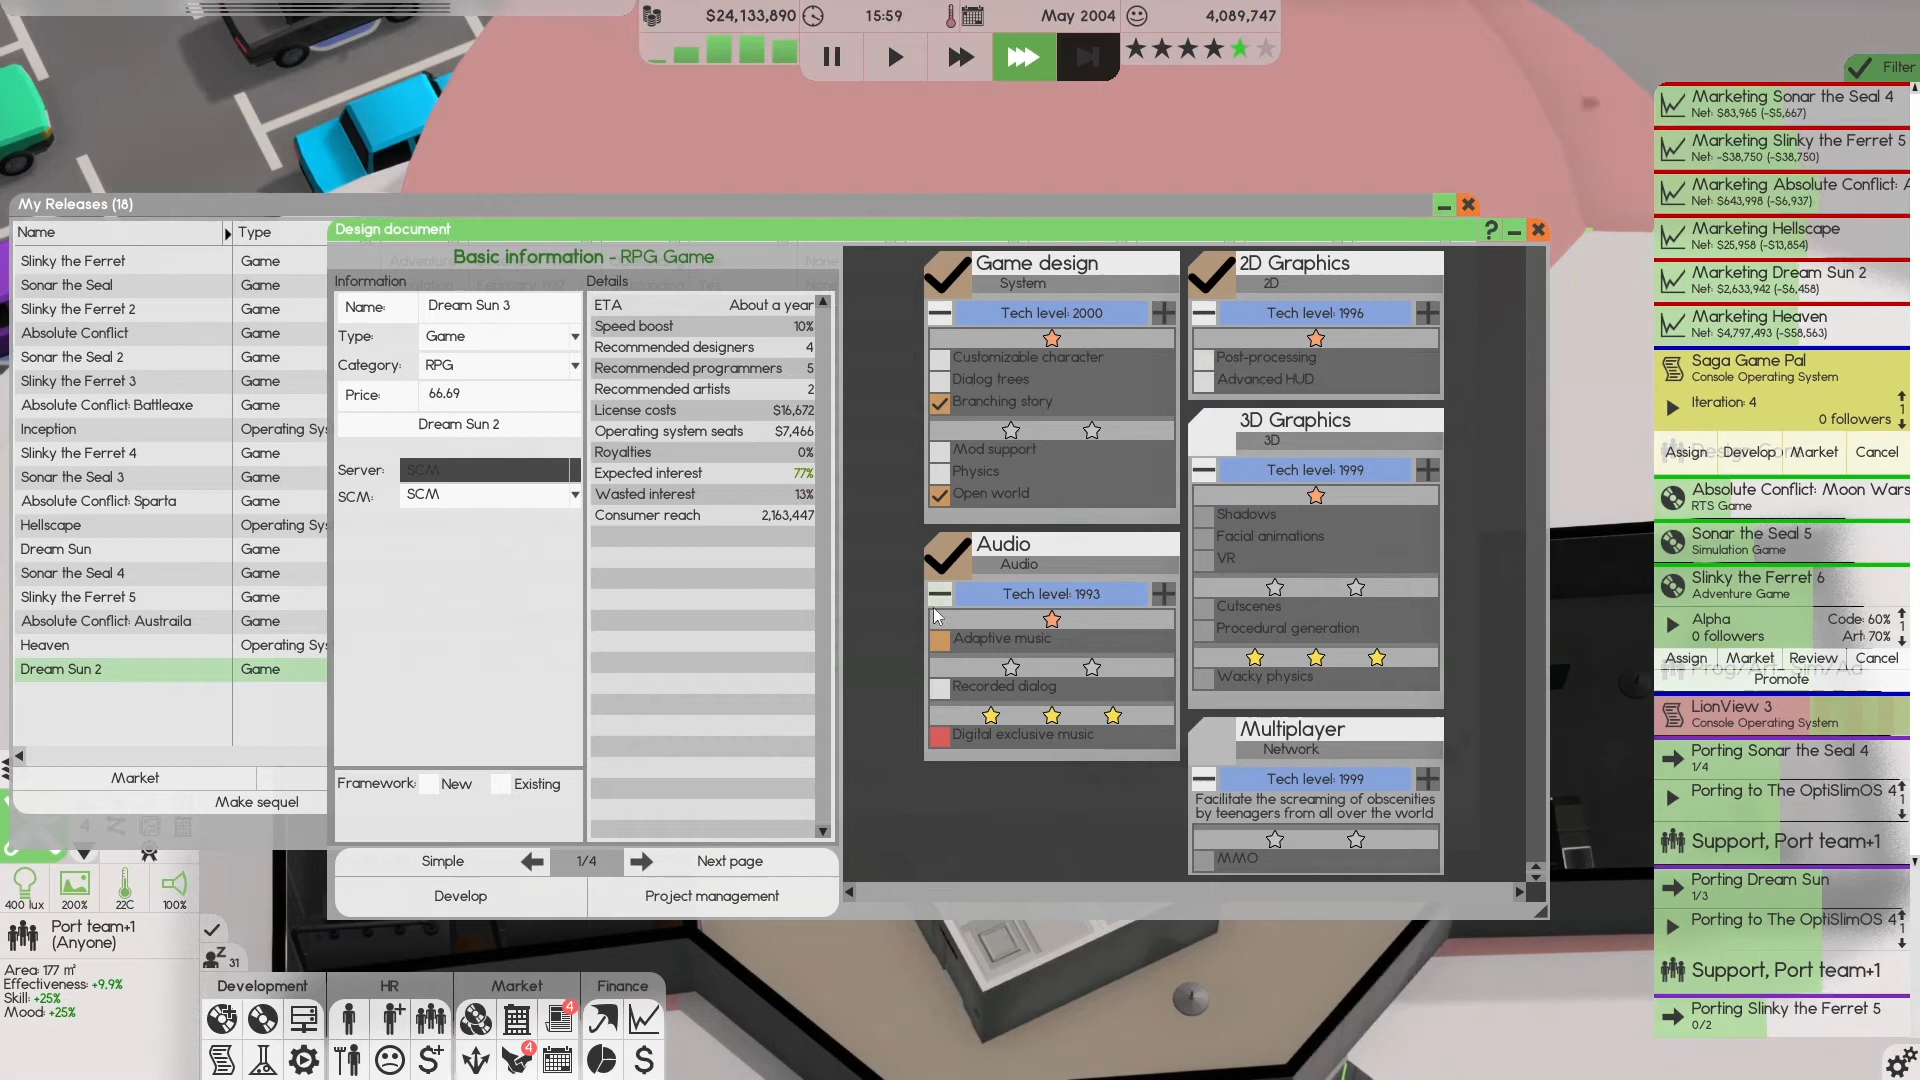 $24,133,890
15:59
May 2004
4,089,747
Filter
Marketing Sonar the Seal 4
Net: $83,965 (-$5,667)
Marketing Slinky the Ferret 5
Net: -$38,750 (-$38,750)
Marketing Absolute Conflict: A
Net: $643,998 (-$6,937)
Marketing Hellscape
Net: $25,958 (-$13,854)
Marketing Dream Sun 2
Net: $2,633,942 (-$6,458)
Marketing Heaven
Net: $4,797,493 (-$58,563)
Saga Game Pal
Console Operating System
Iteration: 4
1
0 followers
Assign
Develop
Market
Cancel
Absolute Conflict: Moon Wars
RTS Game
Sonar the Seal 5
Simulation Game
Slinky the Ferret 6
Adventure Game
Alpha
Code: 60%
1
0 followers
Art: 70%
Assign
Market
Review
Cancel
Promote
LionView 3
Console Operating System
Porting Sonar the Seal 4
1/4
Porting to The OptiSlimOS 4
1
Support, Port team+1
Porting Dream Sun
1/3
Porting to The OptiSlimOS 4
1
Support, Port team+1
Porting Slinky the Ferret 5
0/2
My Releases (18)
Name
Type
Slinky the Ferret
Game
Sonar the Seal
Game
Slinky the Ferret 2
Game
Absolute Conflict
Game
Sonar the Seal 2
Game
Slinky the Ferret 3
Game
Absolute Conflict: Battleaxe
Game
Inception
Operating Sys
Slinky the Ferret 4
Game
Sonar the Seal 3
Game
Absolute Conflict: Sparta
Game
Hellscape
Operating Sys
Dream Sun
Game
Sonar the Seal 4
Game
Slinky the Ferret 5
Game
Absolute Conflict: Austraila
Game
Heaven
Operating Sys
Dream Sun 2
Game
Market
Make sequel
Design document
?
Basic information - RPG Game
Information
Name:
Dream Sun 3
Type:
Game
Category:
RPG
Price:
66.69
Dream Sun 2
Server:
SCM
SCM:
SCM
Framework:
New
Existing
Details
ETA
About a year
Speed boost
10%
Recommended designers
4
Recommended programmers
5
Recommended artists
2
License costs
$16,672
Operating system seats
$7,466
Royalties
0%
Expected interest
77%
Wasted interest
13%
Consumer reach
2,163,447
Simple
1/4
Next page
Develop
Project management
Game design
System
Tech level: 2000
Customizable character
Dialog trees
Branching story
Mod support
Physics
Open world
Audio
Audio
Tech level: 1993
Adaptive music
Recorded dialog
Digital exclusive music
2D Graphics
2D
Tech level: 1996
Post-processing
Advanced HUD
3D Graphics
3D
Tech level: 1999
Shadows
Facial animations
VR
Cutscenes
Procedural generation
Wacky physics
Multiplayer
Network
Tech level: 1999
Facilitate the screaming of obscenities
by teenagers from all over the world
MMO
4
400 lux
200%
22C
100%
Port team+1
(Anyone)
31
Area: 177 m²
Effectiveness: +9.9%
Skill: +25%
Mood: +25%
Development
HR
Market
Finance
4
4